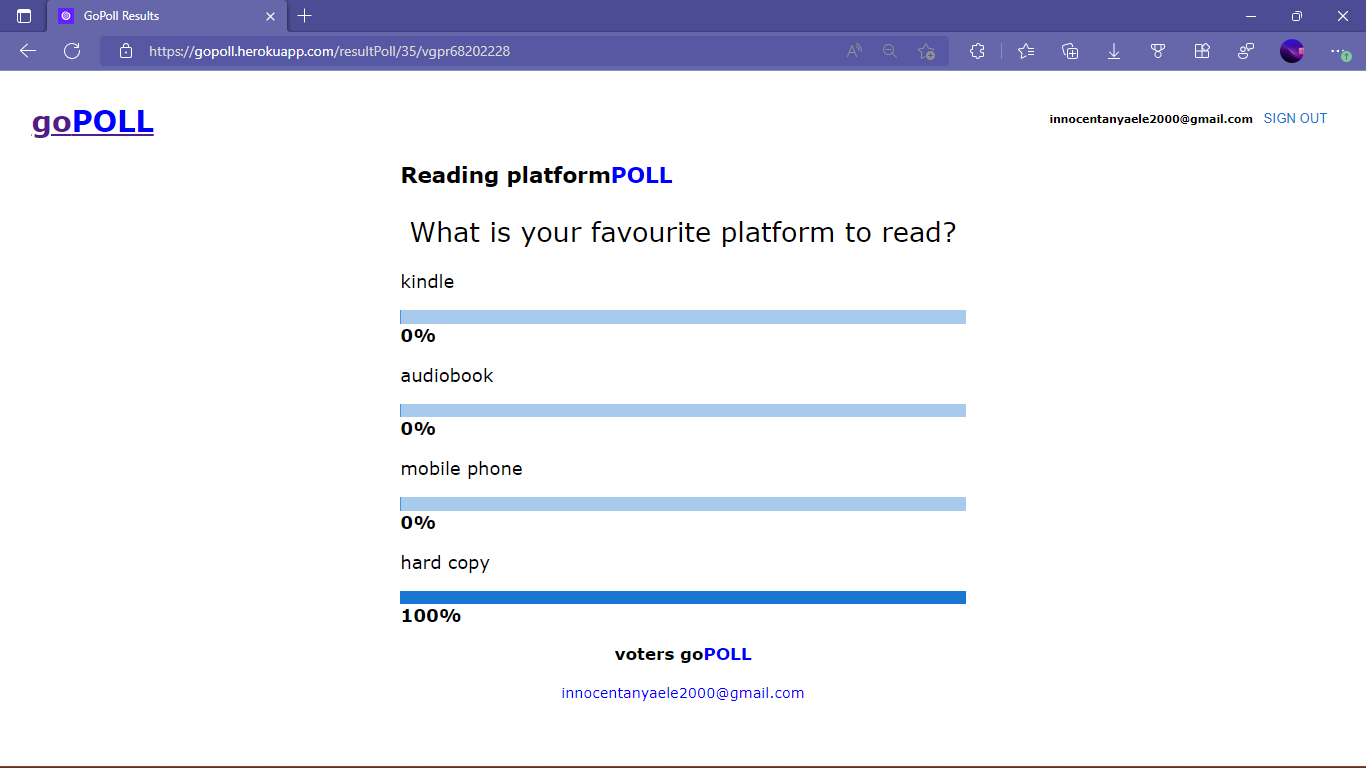 GoPoll Results
https://gopoll.herokuapp.com/resultPoll/35/vgpr68202228
goPOLL
innocentanyaele2000@gmail.com SIGN OUT
Reading platformPOLL
What is your favourite platform to read?
kindle
0%
audiobook
0%
mobile phone
0%
hard copy
100%
voters goPOLL
innocentanyaele2000@gmail.com